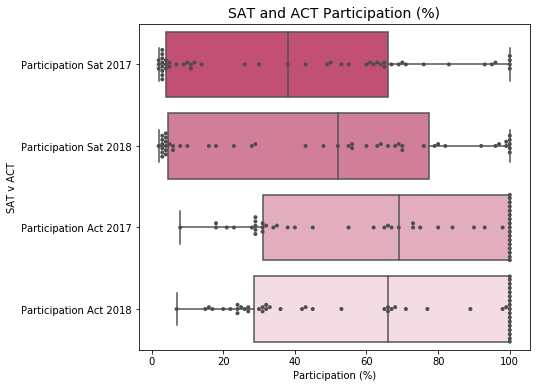 SAT and ACT Participation (%)
SAT v ACT
Participation Sat 2017
Participation Sat 2018
Participation Act 2017
Participation Act 2018
0 20 40 60 80 100
Participation (%)